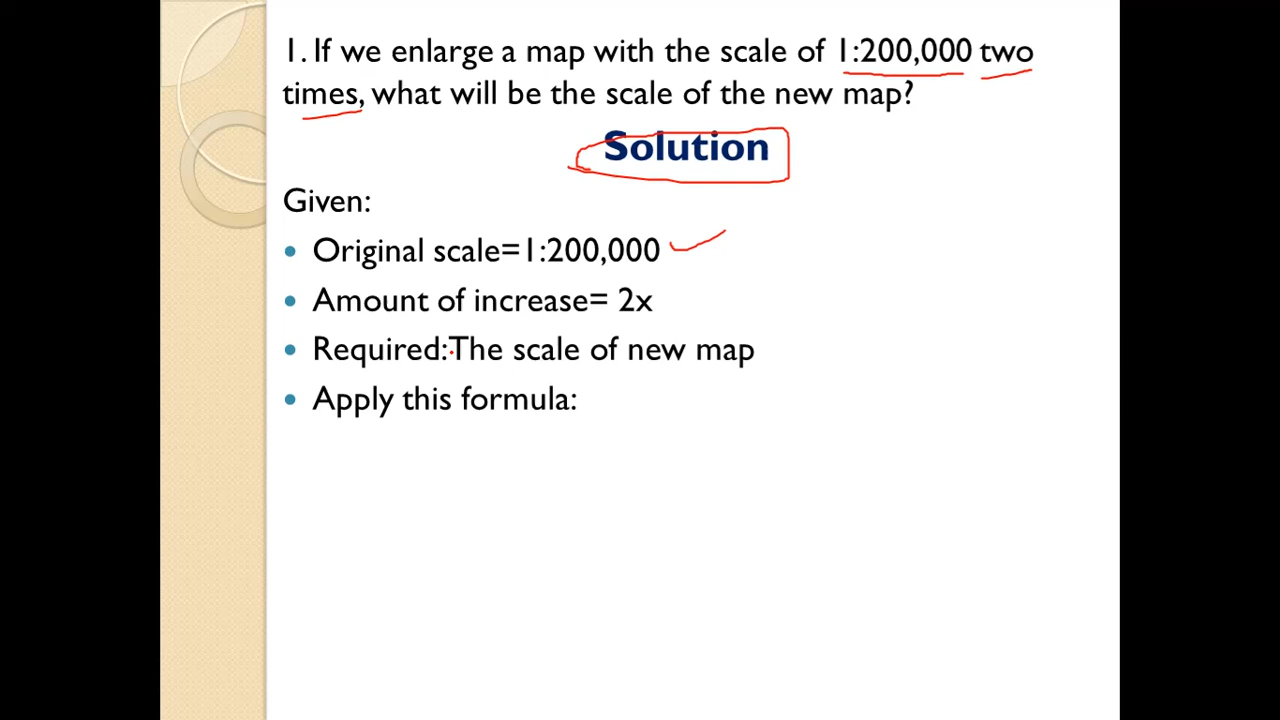 1. If we enlarge a map with the scale of 1:200,000 two
times, what will be the scale of the new map?
Solution
Given:
• Original scale=1:200,000
• Amount of increase= 2x
• Required:The scale of new map
• Apply this formula: